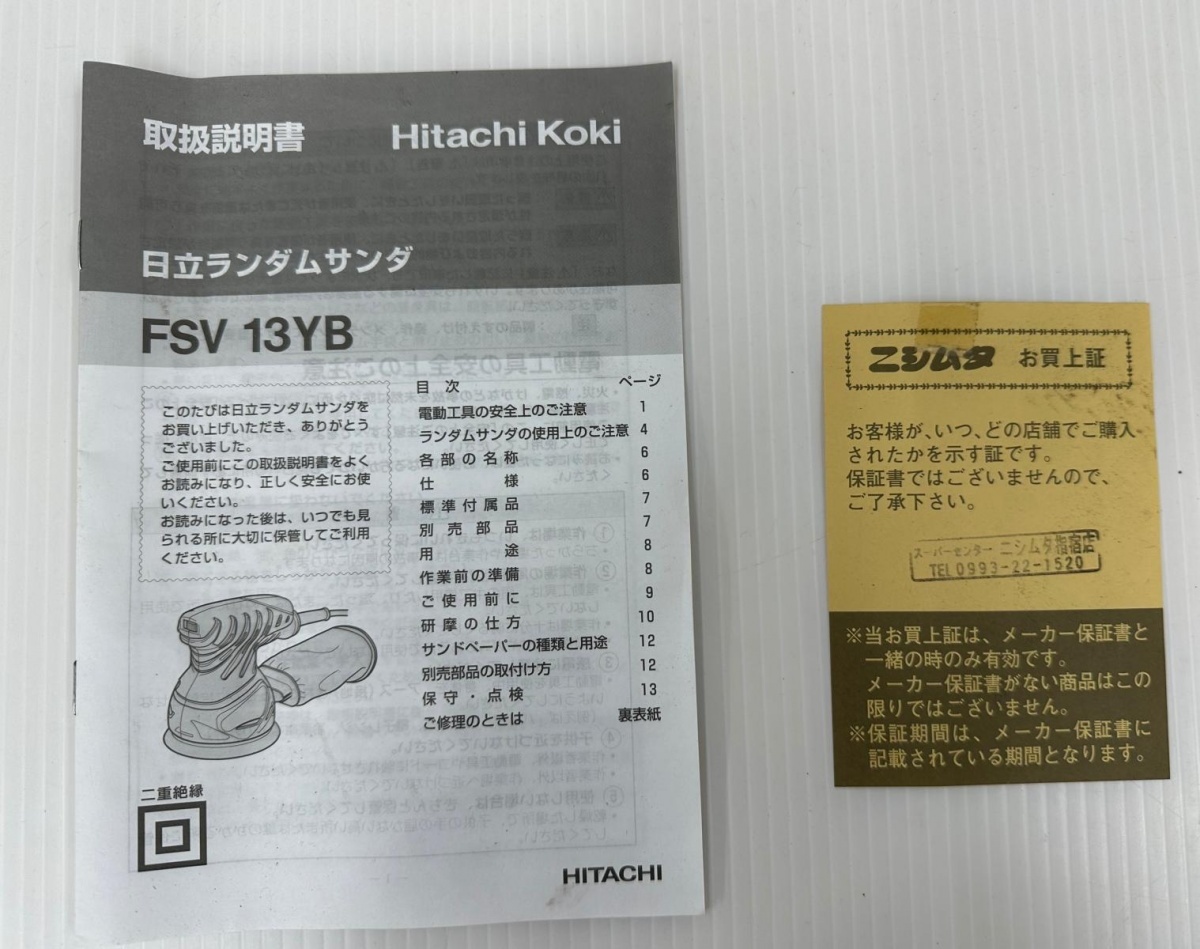 取扱説明書 Hitachi Koki
日立ランダムサンダ
FSV 13YB
このたびは日立ランダムサンダを
お買い上げいただき、ありがとう
ございました。
ご使用前にこの取扱説明書をよく
お読みになり、正しく安全にお使
いください。
お読みになった後は、いつでも見
られる所に大切に保管してご利用
ください。
目次 ページ
電動工具の安全上のご注意 1
ランダムサンダの使用上のご注意 4
各部の名称 6
仕様 6
標準付属品 7
別売部品 7
用途 8
作業前の準備 8
ご使用前に 9
研摩の仕方 10
サンドペーパーの種類と用途 12
別売部品の取付け方 12
保守・点検 13
ご修理のときは 裏表紙
二重絶縁
HITACHI
ニシムタ お買上証
お客様が、いつ、どの店舗でご購入
されたかを示す証です。
保証書ではございませんので、
ご了承下さい。
スーパーセンター ニシムタ指宿店
TEL0993-22-1520
※当お買上証は、メーカー保証書と
一緒の時のみ有効です。
メーカー保証書がない商品はこの
限りではございません。
※保証期間は、メーカー保証書に
記載されている期間となります。